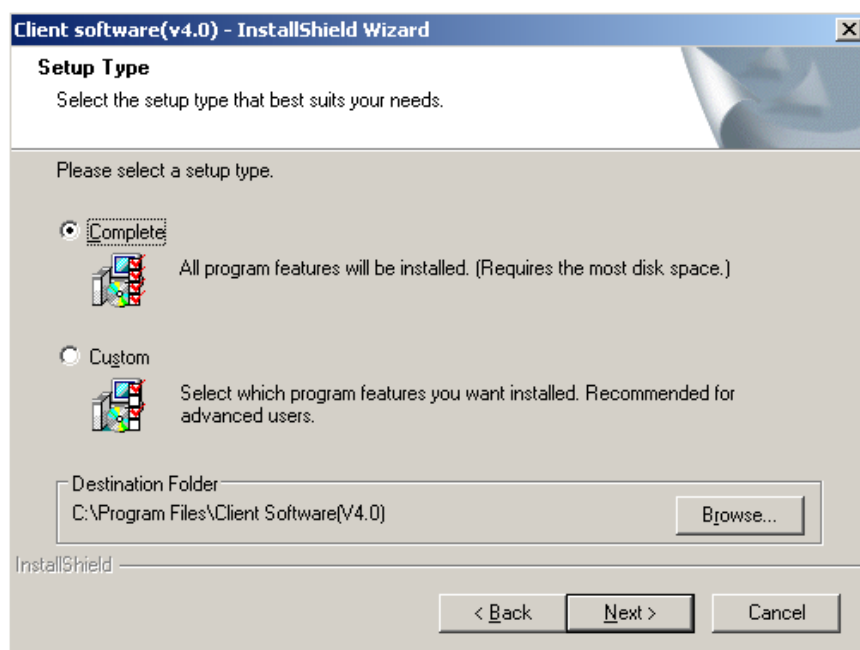 Client software(v4.0) - InstallShield Wizard
Setup Type
Select the setup type that best suits your needs.
Please select a setup type.
Complete
All program features will be installed. (Requires the most disk space.)
Custom
Select which program features you want installed. Recommended for
advanced users.
Destination Folder
C:\Program Files\Client Software(V4.0)
Browse...
InstallShield
< Back
Next >
Cancel